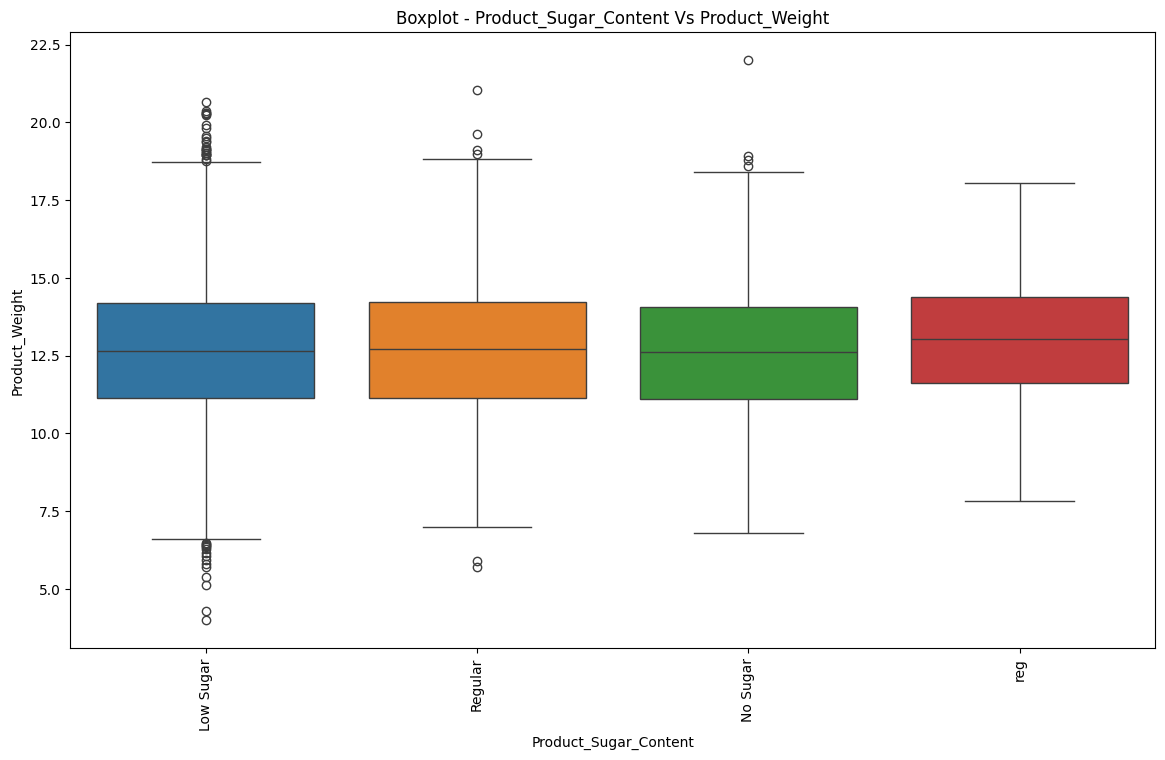 Boxplot - Product_Sugar_Content Vs Product_Weight
22.5
20.0
17.5
15.0
12.5
10.0
7.5
5.0
Product_Weight
Low Sugar
Regular
No Sugar
reg
Product_Sugar_Content